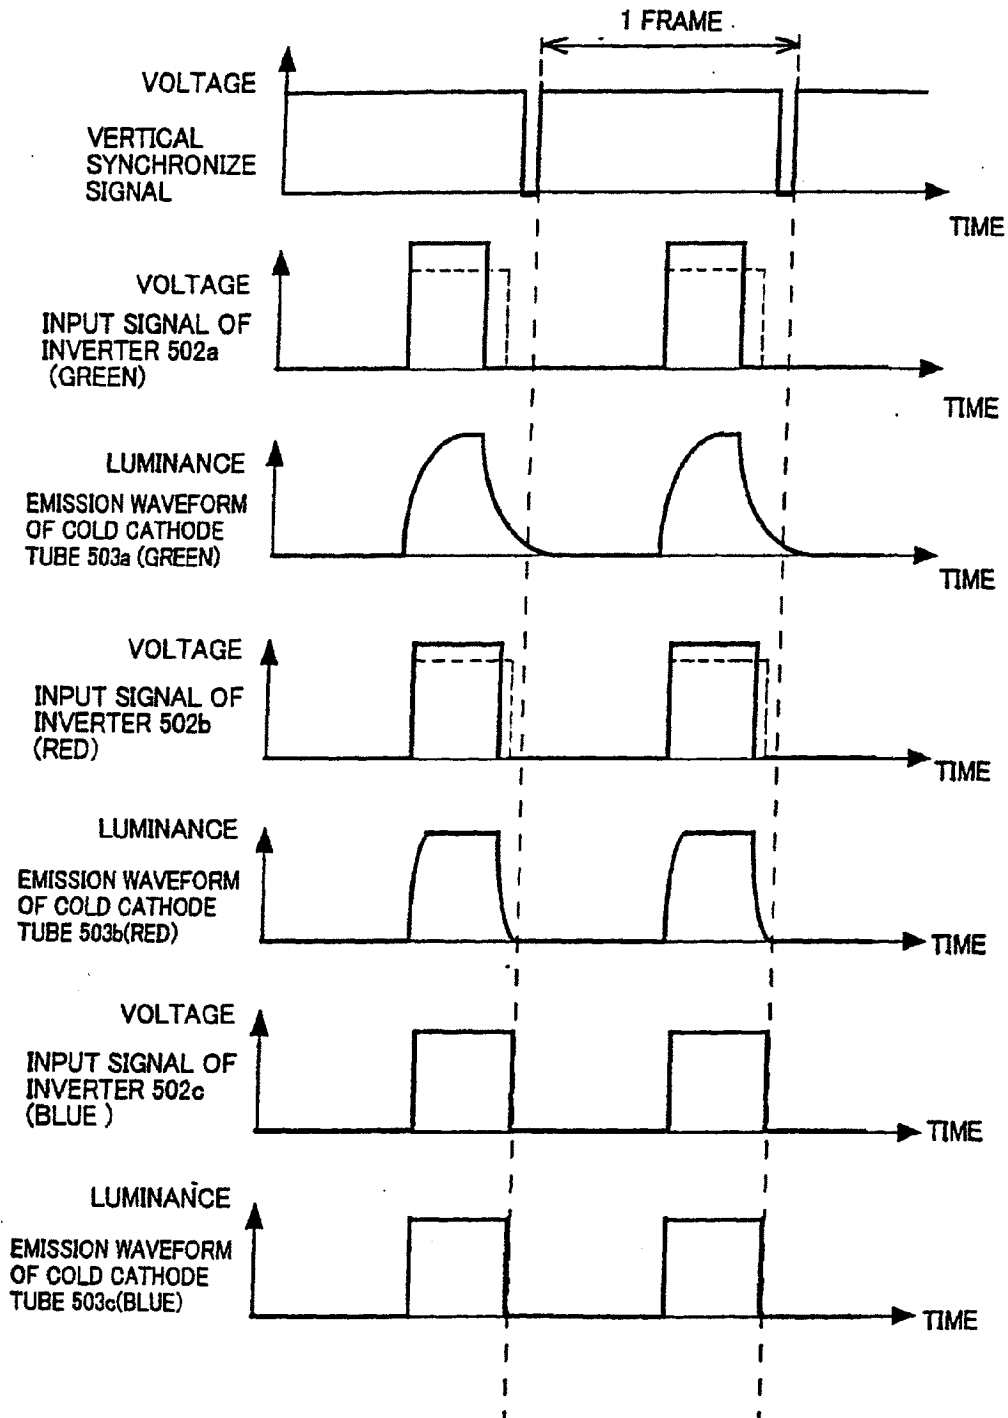 1 FRAME
VOLTAGE
VERTICAL
SYNCHRONIZE
SIGNAL
TIME
VOLTAGE
INPUT SIGNAL OF
INVERTER 502a
(GREEN)
TIME
LUMINANCE
EMISSION WAVEFORM
OF COLD CATHODE
TUBE 503a (GREEN)
TIME
VOLTAGE
INPUT SIGNAL OF
INVERTER 502b
(RED)
TIME
LUMINANCE
EMISSION WAVEFORM
OF COLD CATHODE
TUBE 503b(RED)
TIME
VOLTAGE
INPUT SIGNAL OF
INVERTER 502c
(BLUE )
TIME
LUMINANCE
EMISSION WAVEFORM
OF COLD CATHODE
TUBE 503c(BLUE)
TIME